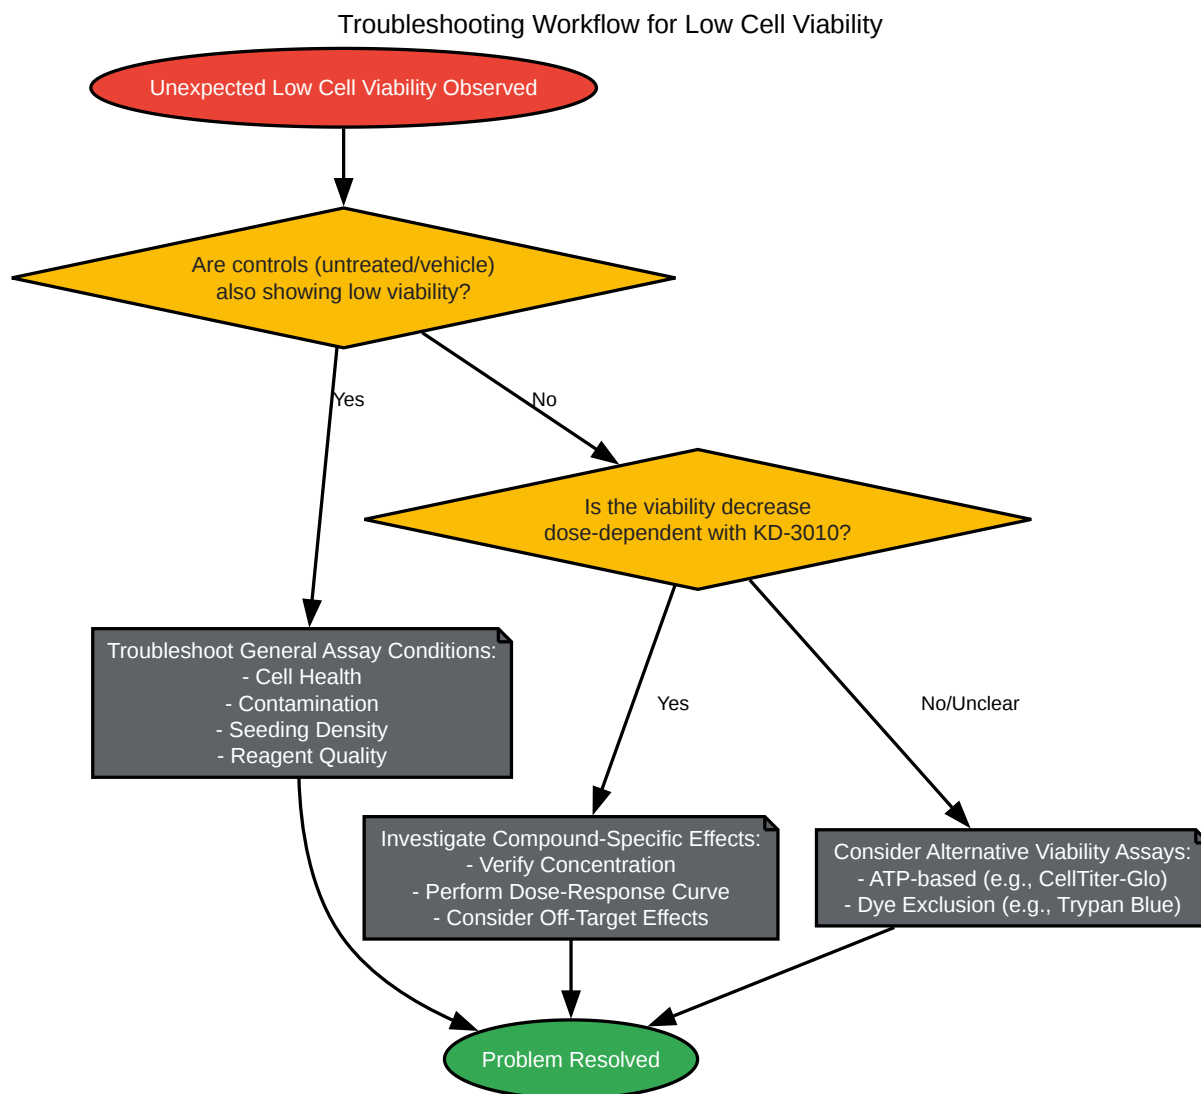 Troubleshooting Workflow for Low Cell Viability
Unexpected Low Cell Viability Observed
Are controls (untreated/vehicle)
also showing low viability?
Yes
No
Is the viability decrease
dose-dependent with KD-3010?
Troubleshoot General Assay Conditions:
- Cell Health
- Contamination
- Seeding Density
- Reagent Quality
Yes
No/Unclear
Investigate Compound-Specific Effects:
- Verify Concentration
- Perform Dose-Response Curve
- Consider Off-Target Effects
Consider Alternative Viability Assays:
- ATP-based (e.g., CellTiter-Glo)
- Dye Exclusion (e.g., Trypan Blue)
Problem Resolved